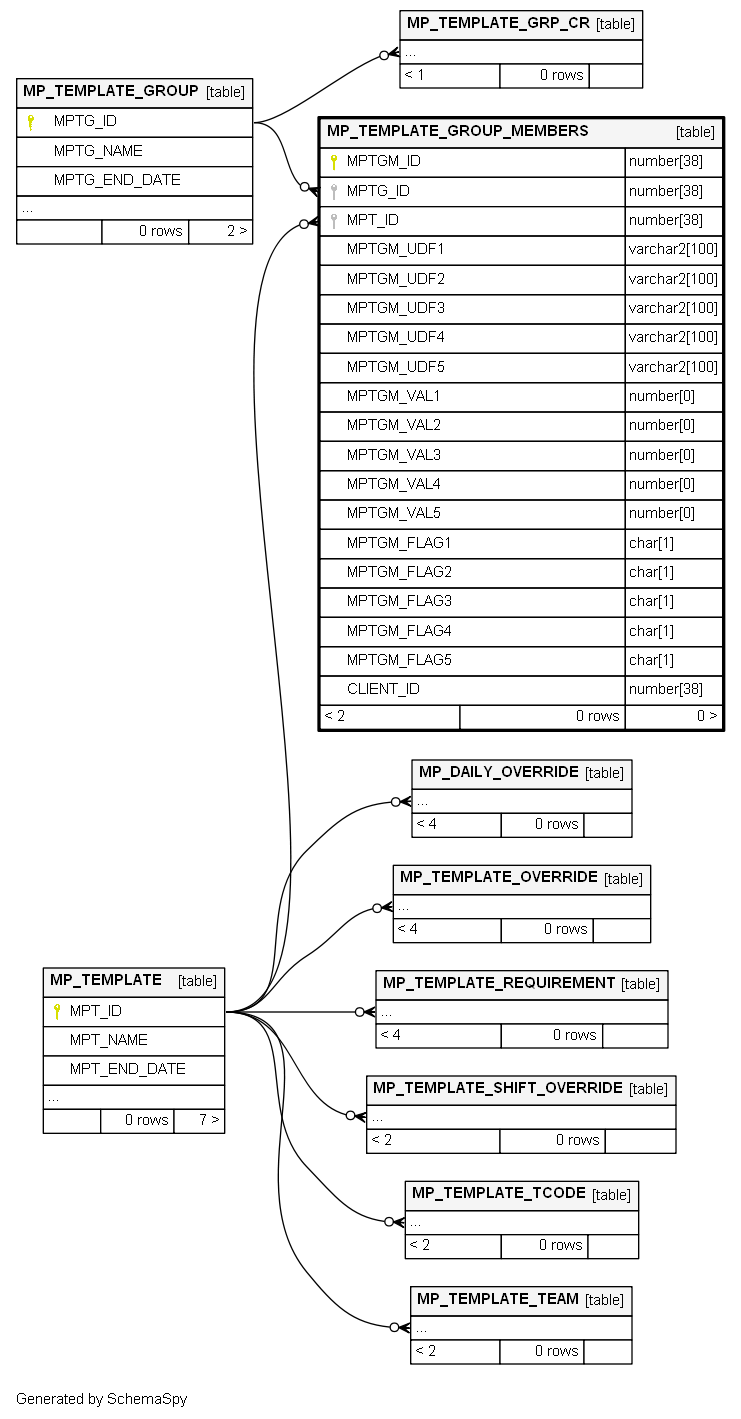 MP_TEMPLATE_GRP_CR [table]
...
< 1 0 rows
MP_TEMPLATE_GROUP [table]
MPTG_ID
MPTG_NAME
MPTG_END_DATE
...
0 rows 2 >
MP_TEMPLATE_GROUP_MEMBERS [table]
MPTGM_ID number[38]
MPTG_ID number[38]
MPT_ID number[38]
MPTGM_UDF1 varchar2[100]
MPTGM_UDF2 varchar2[100]
MPTGM_UDF3 varchar2[100]
MPTGM_UDF4 varchar2[100]
MPTGM_UDF5 varchar2[100]
MPTGM_VAL1 number[0]
MPTGM_VAL2 number[0]
MPTGM_VAL3 number[0]
MPTGM_VAL4 number[0]
MPTGM_VAL5 number[0]
MPTGM_FLAG1 char[1]
MPTGM_FLAG2 char[1]
MPTGM_FLAG3 char[1]
MPTGM_FLAG4 char[1]
MPTGM_FLAG5 char[1]
CLIENT_ID number[38]
< 2 0 rows 0 >
MP_DAILY_OVERRIDE [table]
...
< 4 0 rows
MP_TEMPLATE_OVERRIDE [table]
...
< 4 0 rows
MP_TEMPLATE [table]
MPT_ID
MPT_NAME
MPT_END_DATE
...
0 rows 7 >
MP_TEMPLATE_REQUIREMENT [table]
...
< 4 0 rows
MP_TEMPLATE_SHIFT_OVERRIDE [table]
...
< 2 0 rows
MP_TEMPLATE_TCODE [table]
...
< 2 0 rows
MP_TEMPLATE_TEAM [table]
...
< 2 0 rows
Generated by SchemaSpy